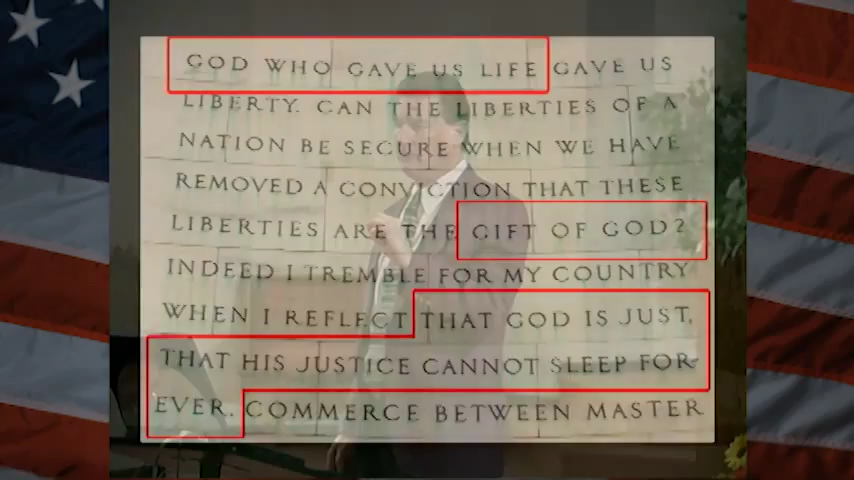 GOD WHO GAVE US LIFE GAVE US
LIBERTY. CAN THE LIBERTIES OF A
NATION BE SECURE WHEN WE HAVE
REMOVED A CONVICTION THAT THESE
LIBERTIES ARE THE GIFT OF GOD?
INDEED I TREMBLE FOR MY COUNTRY
WHEN I REFLECT THAT GOD IS JUST,
THAT HIS JUSTICE CANNOT SLEEP FOR
EVER. COMMERCE BETWEEN MASTER